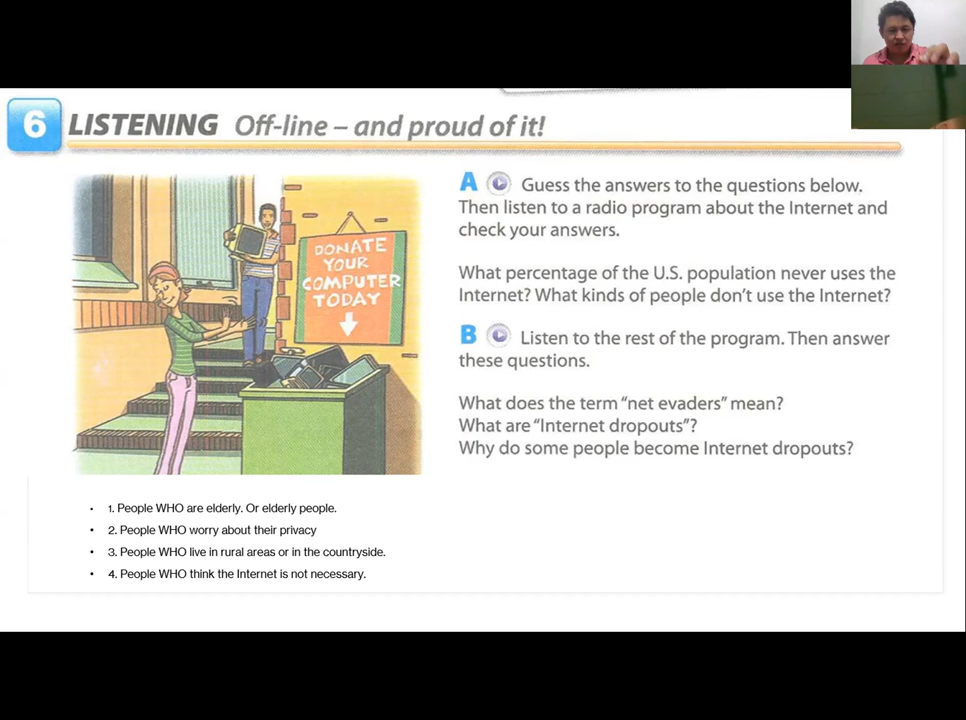 6 LISTENING Off-line – and proud of it!
DONATE
YOUR
COMPUTER
TODAY
A Guess the answers to the questions below.
Then listen to a radio program about the Internet and
check your answers.
What percentage of the U.S. population never uses the
Internet? What kinds of people don't use the Internet?
B Listen to the rest of the program. Then answer
these questions.
What does the term “net evaders” mean?
What are “Internet dropouts”?
Why do some people become Internet dropouts?
• 1. People WHO are elderly. Or elderly people.
• 2. People WHO worry about their privacy
• 3. People WHO live in rural areas or in the countryside.
• 4. People WHO think the Internet is not necessary.